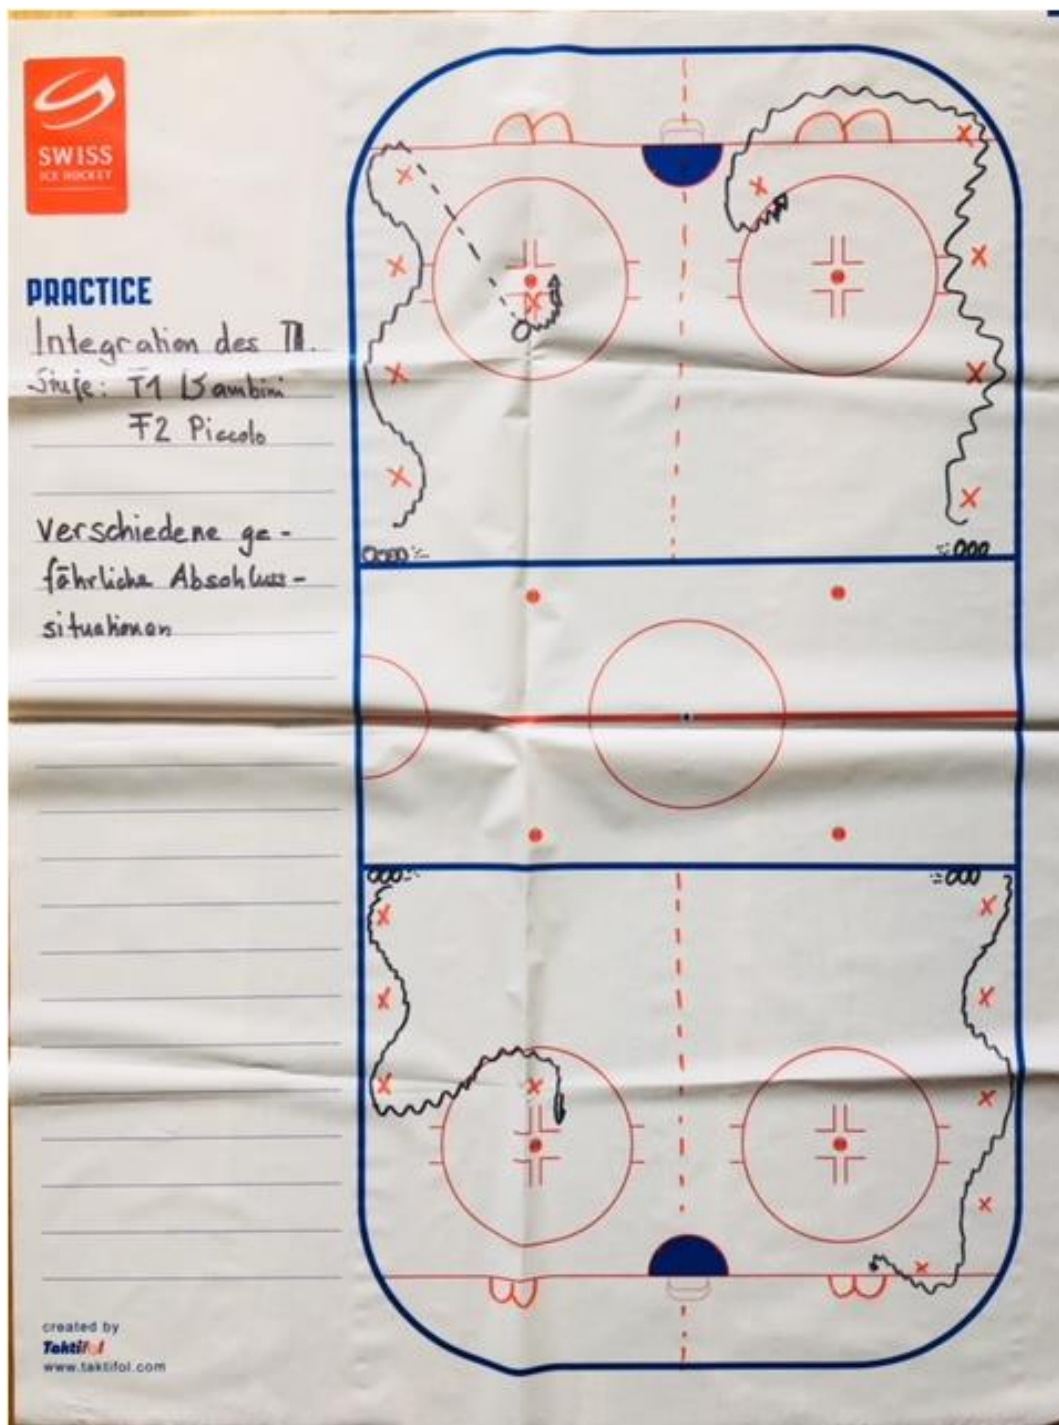 SWISS
ICE HOCKEY
PRACTICE
Integration des TH.
Stufe: F1 Bambini
F2 Piccolo
Verschiedene ge-
fährliche Abschluss-
situationen
created by
Taktifol
www.taktifol.com